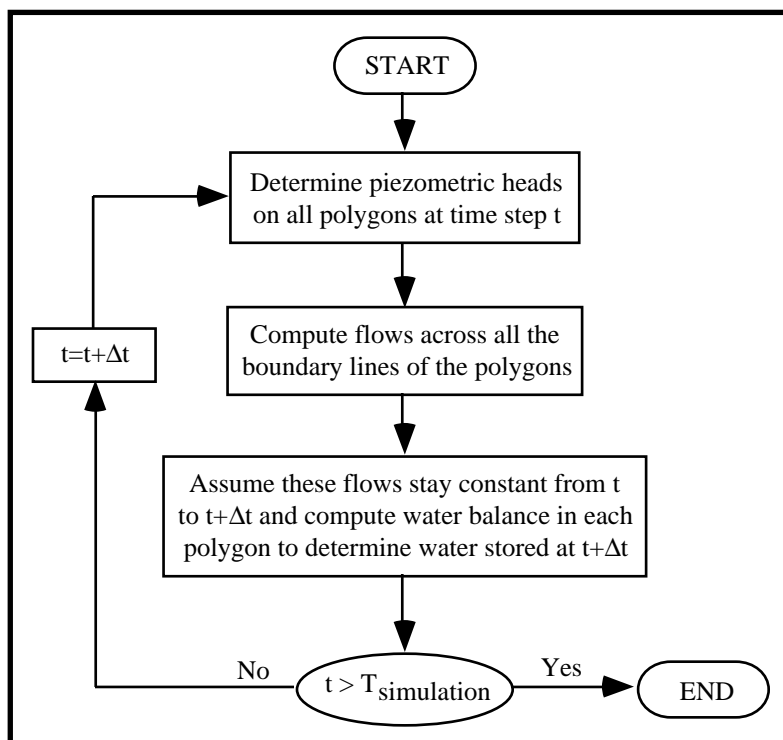 START
Determine piezometric heads
on all polygons at time step t
Compute flows across all the
boundary lines of the polygons
t=t+Δt
Assume these flows stay constant from t
to t+Δt and compute water balance in each
polygon to determine water stored at t+Δt
No
t > Tsimulation
Yes
END